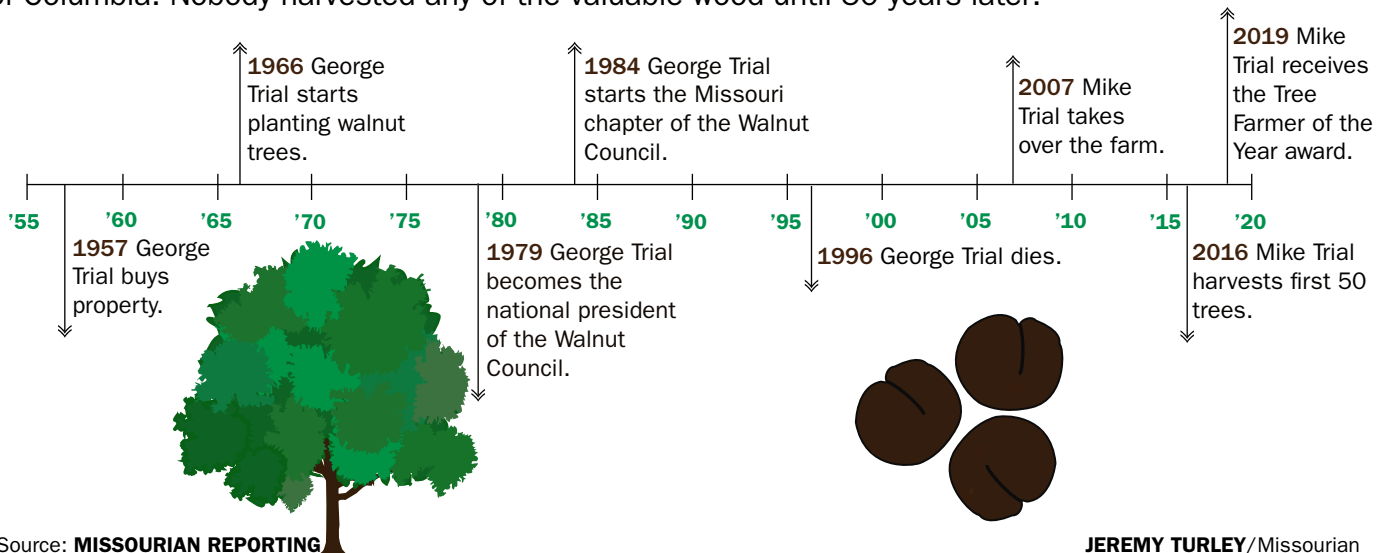 of Columbia. Nobody harvested any of the valuable wood until 50 years later.
1966 George
Trial starts
planting walnut
trees.
1984 George Trial
starts the Missouri
chapter of the Walnut
Council.
2007 Mike
Trial takes
over the farm.
2019 Mike
Trial receives
the Tree
Farmer of the
Year award.
’55 ’60 ’65 ’70 ’75 ’80 ’85 ’90 ’95 ’00 ’05 ’10 ’15 ’20
1957 George
Trial buys
property.
1979 George Trial
becomes the
national president
of the Walnut
Council.
1996 George Trial dies.
2016 Mike Trial
harvests first 50
trees.
Source: MISSOURIAN REPORTING
JEREMY TURLEY/Missourian